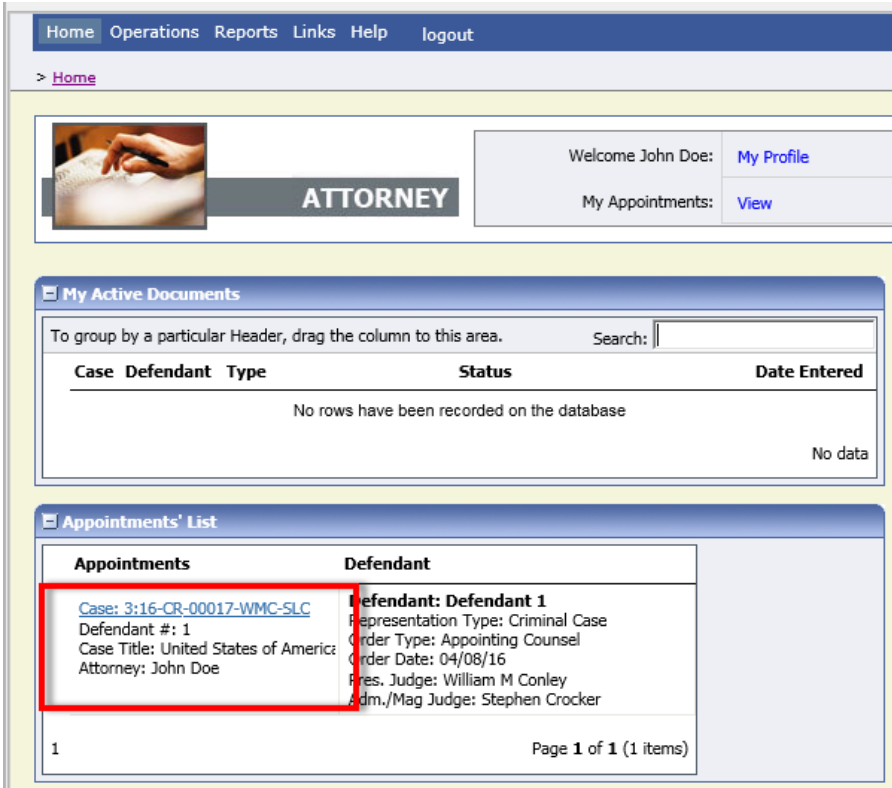 Home Operations Reports Links Help logout
> Home
ATTORNEY
Welcome John Doe: My Profile
My Appointments: View
My Active Documents
To group by a particular Header, drag the column to this area. Search:
Case Defendant Type Status Date Entered
No rows have been recorded on the database
No data
Appointments' List
Appointments Defendant
Case: 3:16-CR-00017-WMC-SLC
Defendant #: 1
Case Title: United States of America
Attorney: John Doe
Defendant: Defendant 1
Representation Type: Criminal Case
Order Type: Appointing Counsel
Order Date: 04/08/16
Pres. Judge: William M Conley
Adm./Mag Judge: Stephen Crocker
1 Page 1 of 1 (1 items)